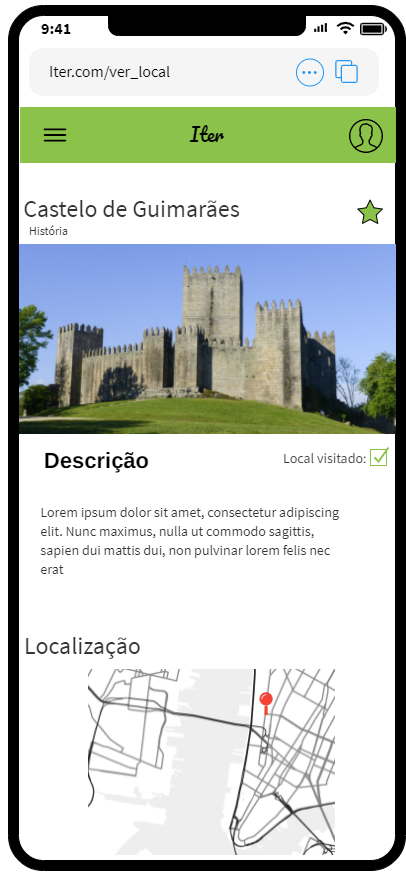 9:41
Iter.com/ver_local
Iter
Castelo de Guimarães
História
Descrição
Local visitado:
Lorem ipsum dolor sit amet, consectetur adipiscing
elit. Nunc maximus, nulla ut commodo sagittis,
sapien dui mattis dui, non pulvinar lorem felis nec
erat
Localização